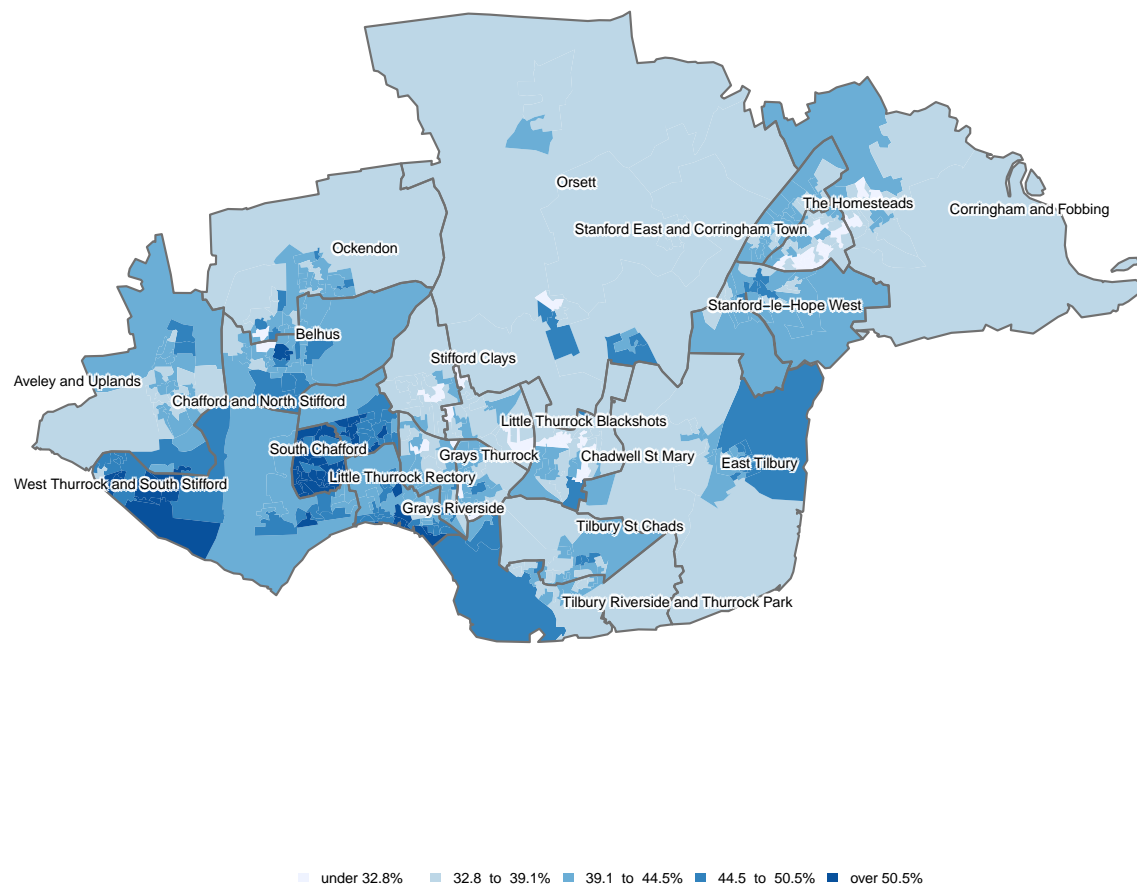 Orsett
The Homesteads
Corringham and Fobbing
Stanford East and Corringham Town
Ockendon
Stanford−le−Hope West
Belhus
Stifford Clays
Aveley and Uplands
Chafford and North Stifford
Little Thurrock Blackshots
South Chafford
Grays Thurrock
Chadwell St Mary
East Tilbury
Little Thurrock Rectory
West Thurrock and South Stifford
Grays Riverside
Tilbury St Chads
Tilbury Riverside and Thurrock Park
under 32.8% 32.8 to 39.1% 39.1 to 44.5% 44.5 to 50.5% over 50.5%